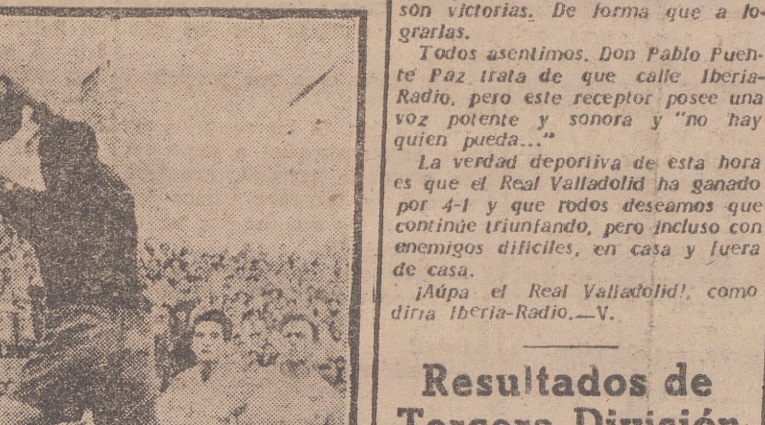 son victorias. De forma que a lo-
grarlas.
Todos asentimos. Don Pablo Puen-
te Paz trata de que calle Iberia-
Radio, pero este receptor posee una
voz potente y sonora y "no hay
quien pueda..."
La verdad deportiva de esta hora
es que el Real Valladolid ha ganado
por 4-1 y que todos deseamos que
continúe triunfando, pero incluso con
enemigos difíciles, en casa y fuera
de casa.
¡Aúpa el Real Valladolid!, como
diría Iberia-Radio.—V.
Resultados de
Tercera División